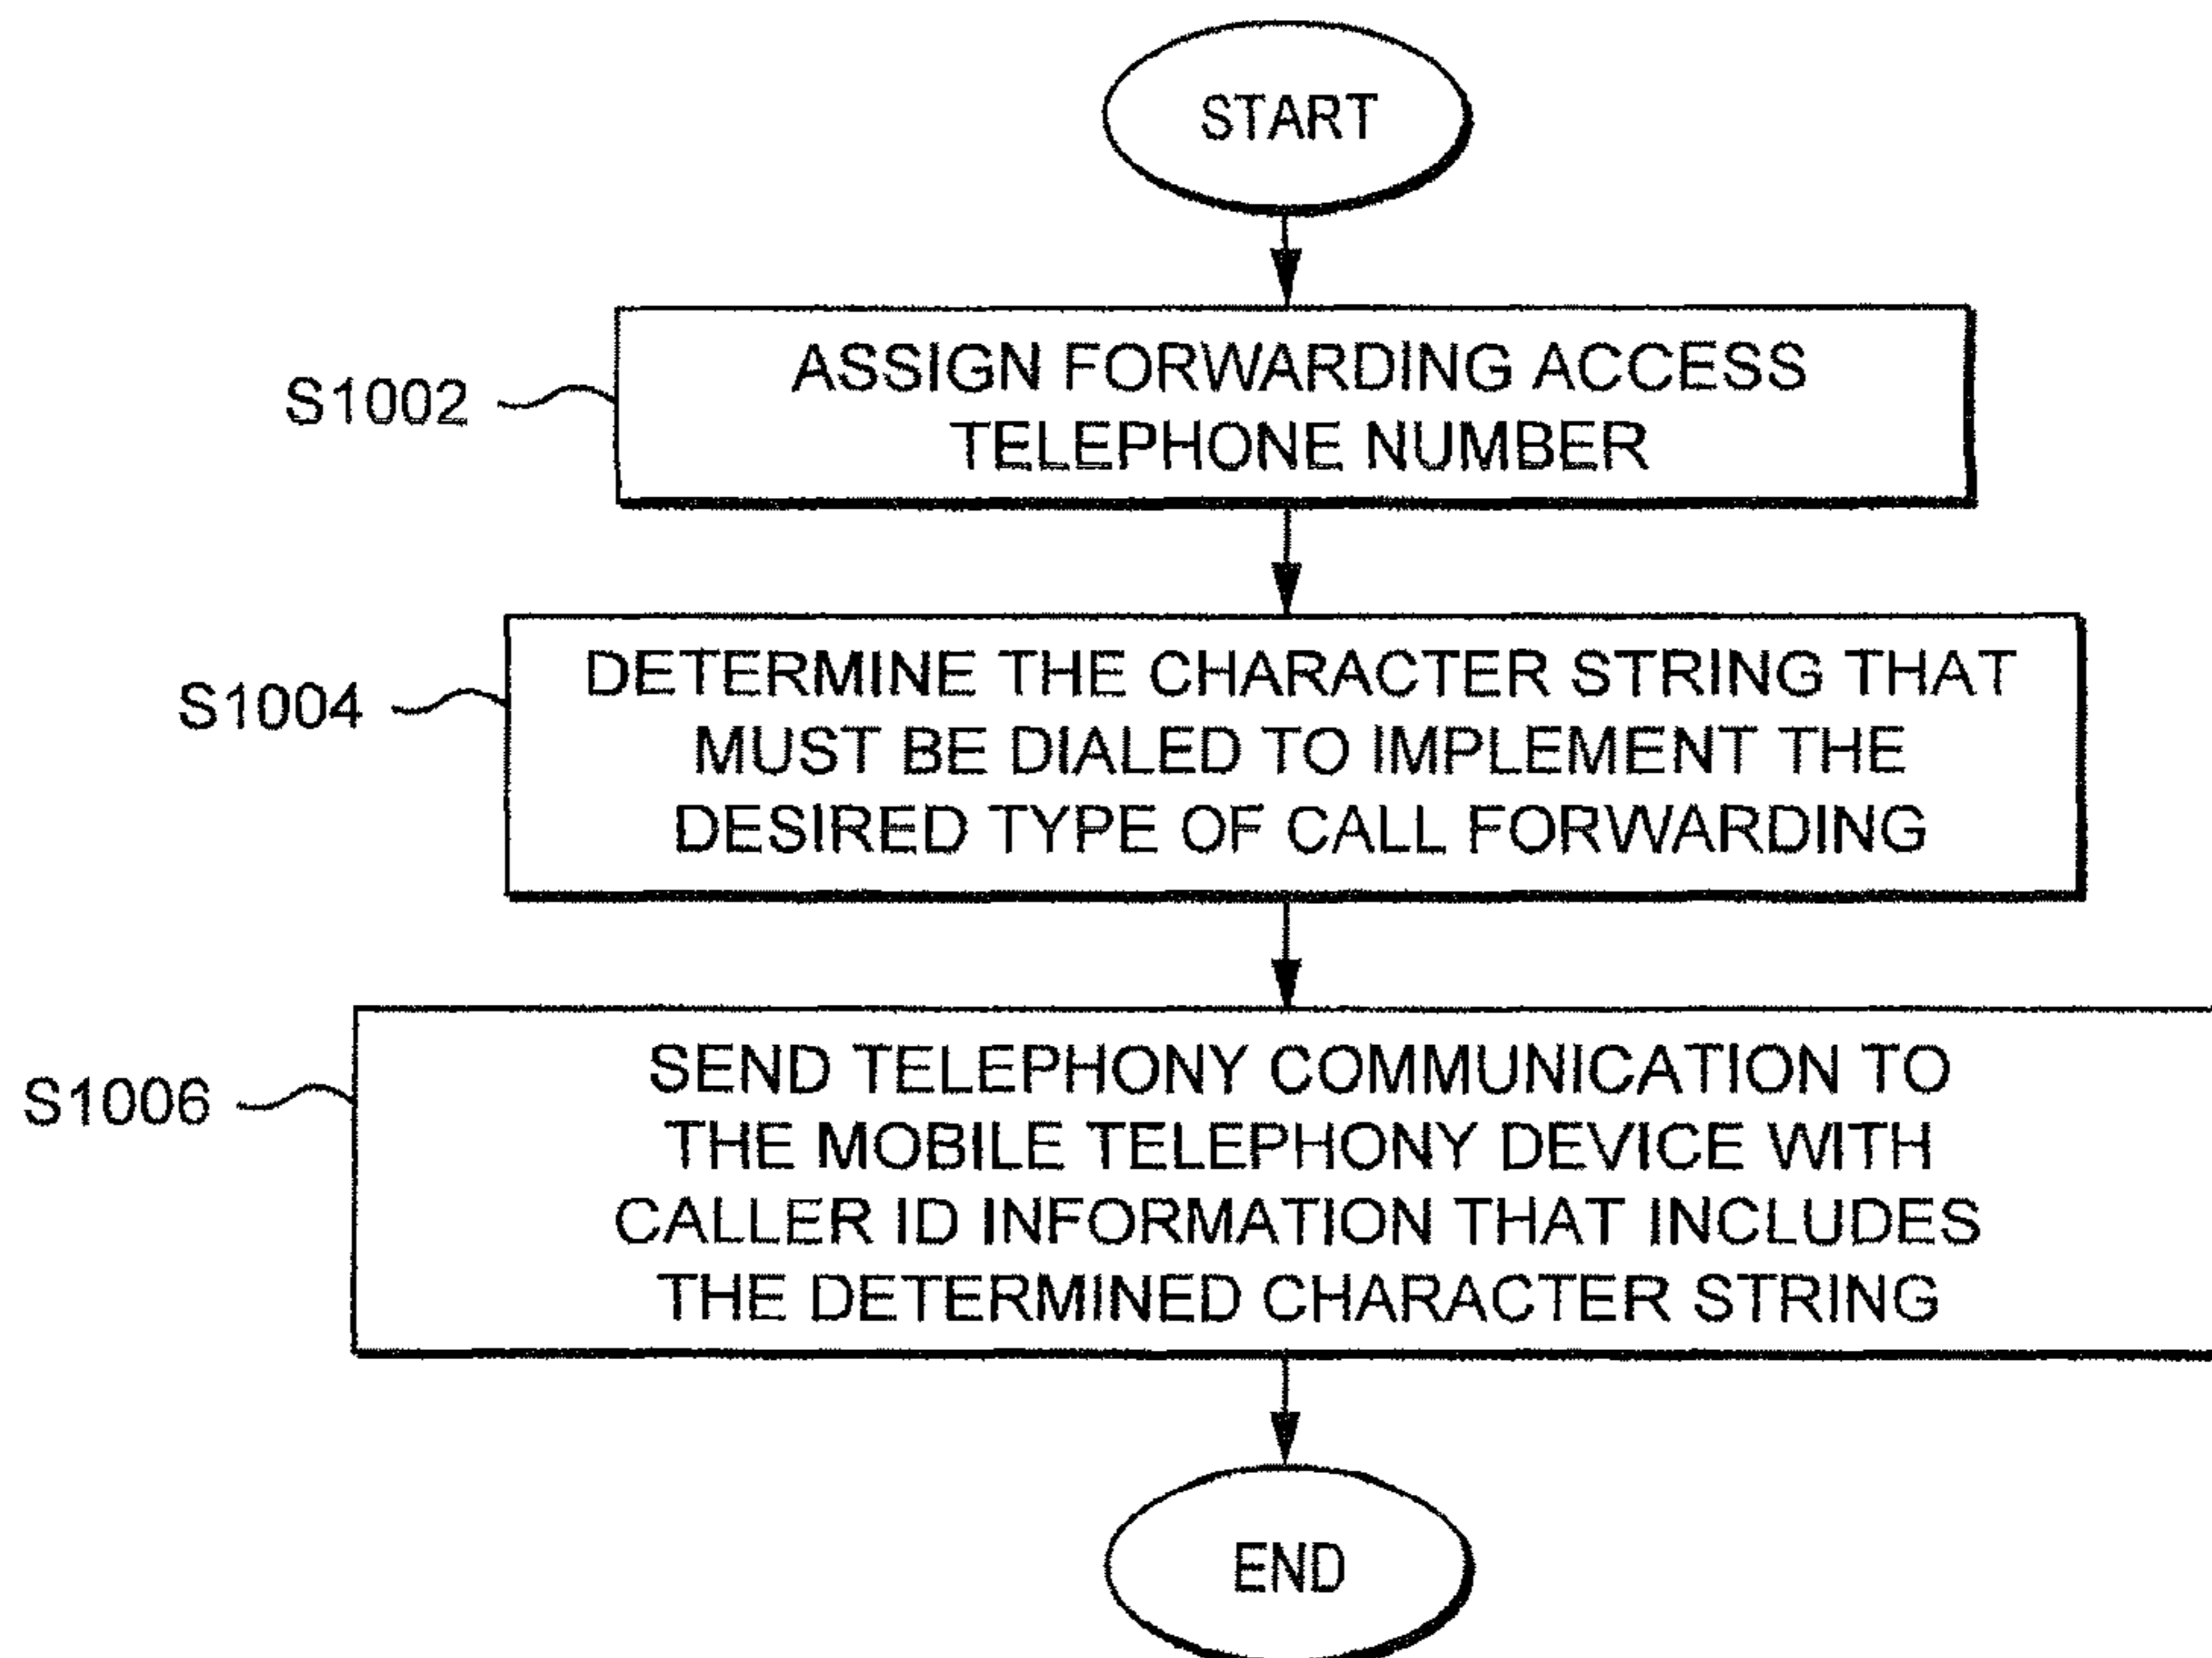 START
S1002
ASSIGN FORWARDING ACCESS
TELEPHONE NUMBER
S1004
DETERMINE THE CHARACTER STRING THAT
MUST BE DIALED TO IMPLEMENT THE
DESIRED TYPE OF CALL FORWARDING
S1006
SEND TELEPHONY COMMUNICATION TO
THE MOBILE TELEPHONY DEVICE WITH
CALLER ID INFORMATION THAT INCLUDES
THE DETERMINED CHARACTER STRING
END